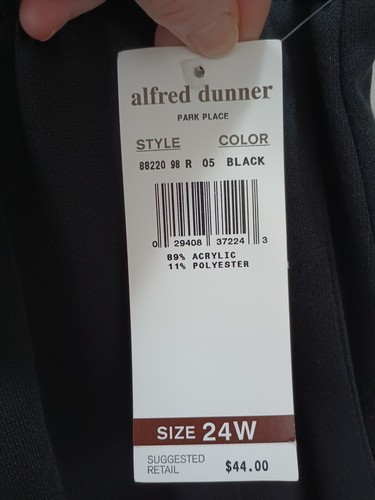 alfred dunner
PARK PLACE
STYLE COLOR
88220 98 R 05 BLACK
0 29408 37224 3
89% ACRYLIC
11% POLYESTER
SIZE 24W
SUGGESTED
RETAIL $44.00